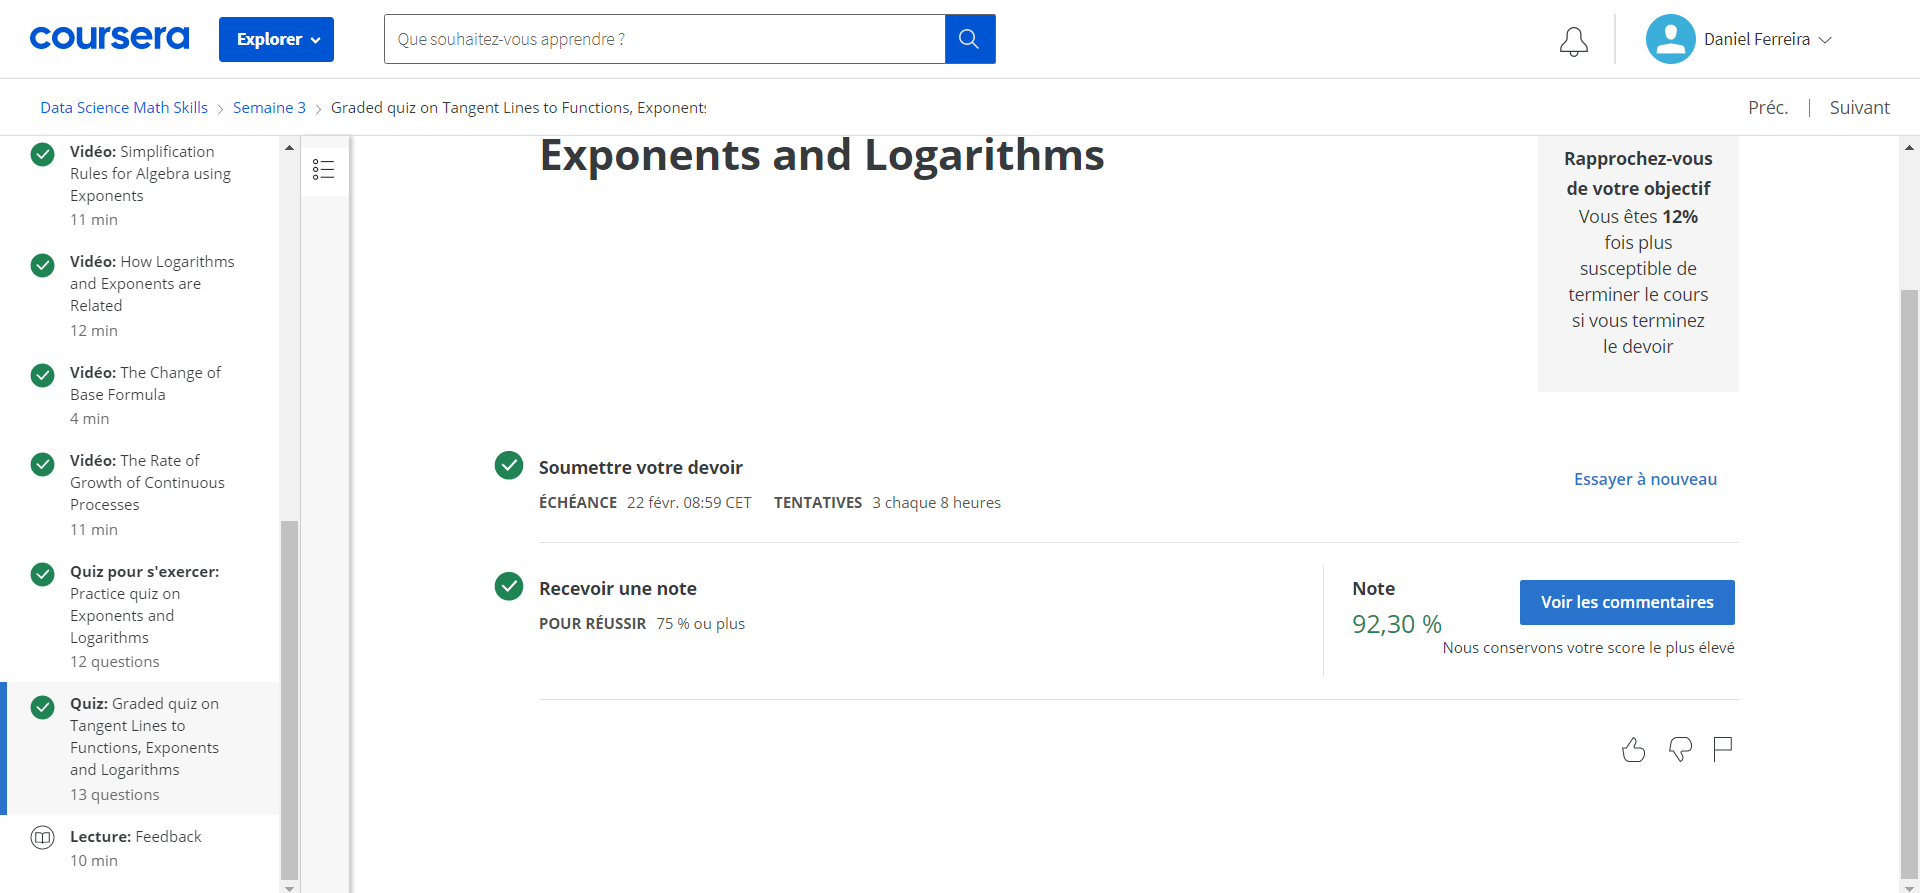 coursera
Explorer
Que souhaitez-vous apprendre ?
Daniel Ferreira
Data Science Math Skills
Semaine 3
Graded quiz on Tangent Lines to Functions, Exponents
Préc.
Suivant
Vidéo: Simplification
Rules for Algebra using
Exponents
11 min
Vidéo: How Logarithms
and Exponents are
Related
12 min
Vidéo: The Change of
Base Formula
4 min
Vidéo: The Rate of
Growth of Continuous
Processes
11 min
Quiz pour s'exercer:
Practice quiz on
Exponents and
Logarithms
12 questions
Quiz: Graded quiz on
Tangent Lines to
Functions, Exponents
and Logarithms
13 questions
Lecture: Feedback
10 min
Exponents and Logarithms
Rapprochez-vous
de votre objectif
Vous êtes 12%
fois plus
susceptible de
terminer le cours
si vous terminez
le devoir
Soumettre votre devoir
ÉCHÉANCE 22 févr. 08:59 CET TENTATIVES 3 chaque 8 heures
Essayer à nouveau
Recevoir une note
POUR RÉUSSIR 75 % ou plus
Note
92,30 %
Voir les commentaires
Nous conservons votre score le plus élevé